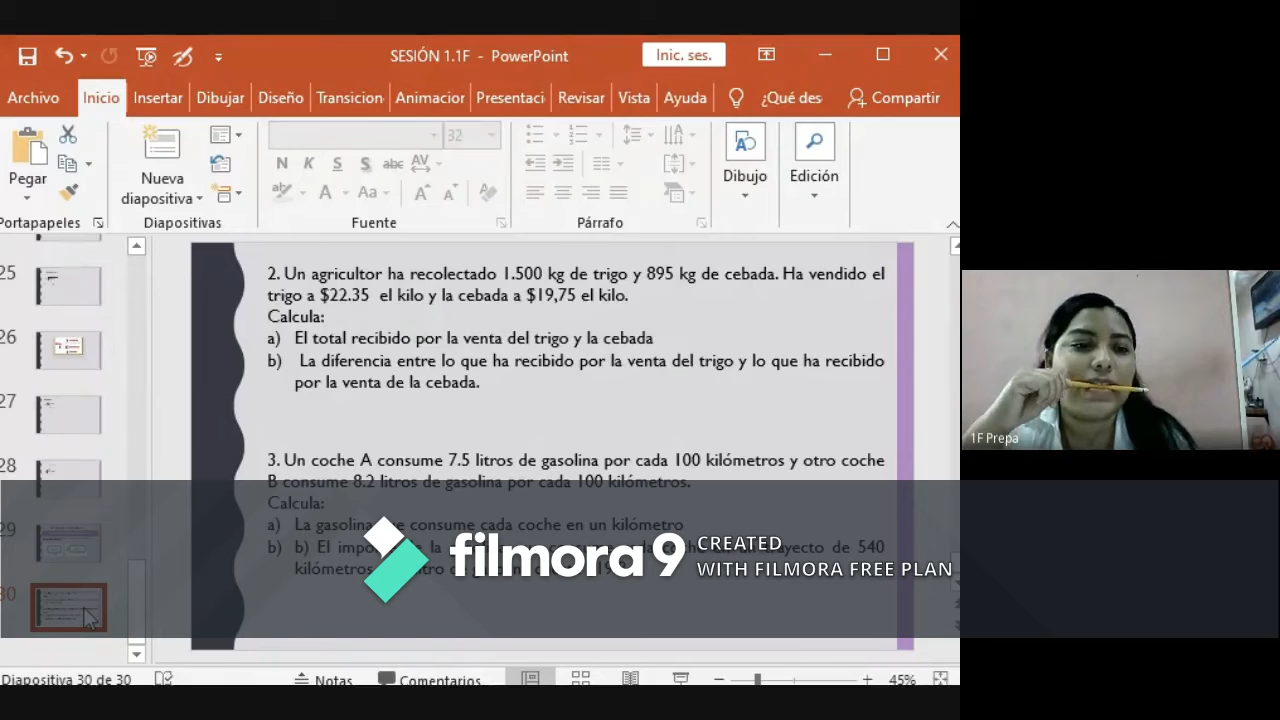 SESIÓN 1.1F - PowerPoint
Inic. ses.
Archivo Inicio Insertar Dibujar Diseño Transicion Animacior Presentaci Revisar Vista Ayuda ¿Qué des Compartir
32
Pegar
Nueva
diapositiva
Dibujo
Edición
N K S S abc AV
A Aa A A
Portapapeles Diapositivas Fuente Párrafo
25
26
27
28
29
30
2. Un agricultor ha recolectado 1.500 kg de trigo y 895 kg de cebada. Ha vendido el
trigo a $22.35 el kilo y la cebada a $19,75 el kilo.
Calcula:
a) El total recibido por la venta del trigo y la cebada
b) La diferencia entre lo que ha recibido por la venta del trigo y lo que ha recibido
por la venta de la cebada.
3. Un coche A consume 7.5 litros de gasolina por cada 100 kilómetros y otro coche
B consume 8.2 litros de gasolina por cada 100 kilómetros.
Calcula:
a) La gasolina consume cada coche en un kilómetro
b) b) El de la trayecto de 540
kilómetros
filmora 9 CREATED
WITH FILMORA FREE PLAN
1F Prepa
Diapositiva 30 de 30 Notas Comentarios 45%